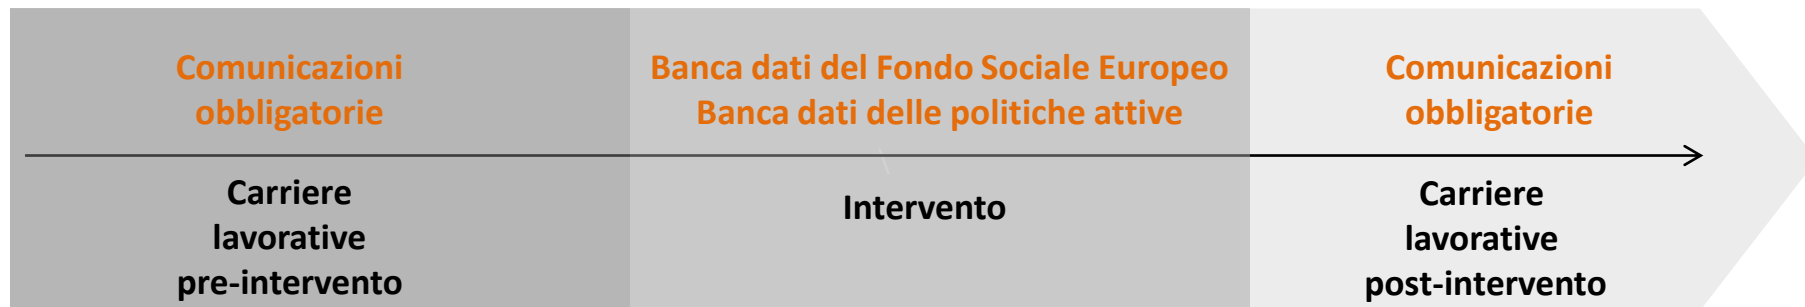 Comunicazioni
obbligatorie
Banca dati del Fondo Sociale Europeo
Banca dati delle politiche attive
Comunicazioni
obbligatorie
Carriere
lavorative
pre-intervento
Intervento
Carriere
lavorative
post-intervento